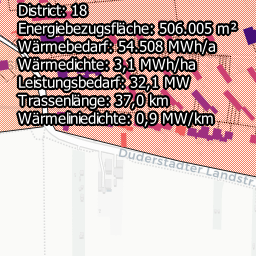 District: 18
Energiebezugsfläche: 506.005 m²
Wärmebedarf: 54.508 MWh/a
Wärmedichte: 3,1 MWh/ha
Leistungsbedarf: 32,1 MW
Trassenlänge: 37,0 km
Wärmeliniedichte: 0,9 MW/km
Duderstädter Landstr.